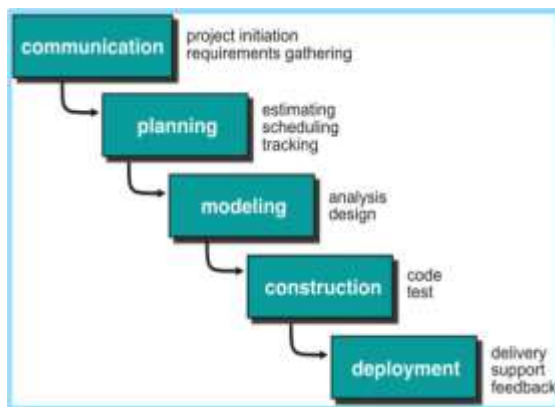 communication
project initiation
requirements gathering
planning
estimating
scheduling
tracking
modeling
analysis
design
construction
code
test
deployment
delivery
support
feedback